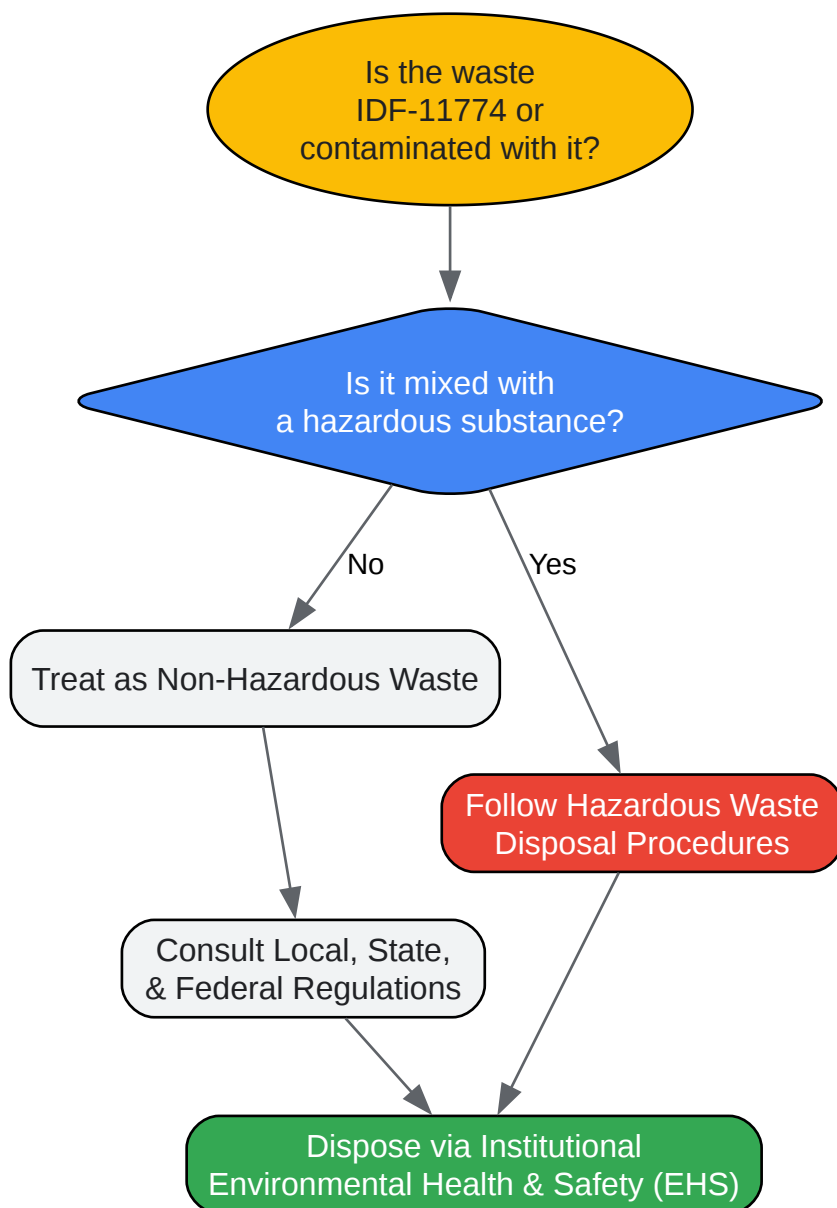 Is the waste
IDF-11774 or
contaminated with it?
Is it mixed with
a hazardous substance?
No
Yes
Treat as Non-Hazardous Waste
Follow Hazardous Waste
Disposal Procedures
Consult Local, State,
& Federal Regulations
Dispose via Institutional
Environmental Health & Safety (EHS)